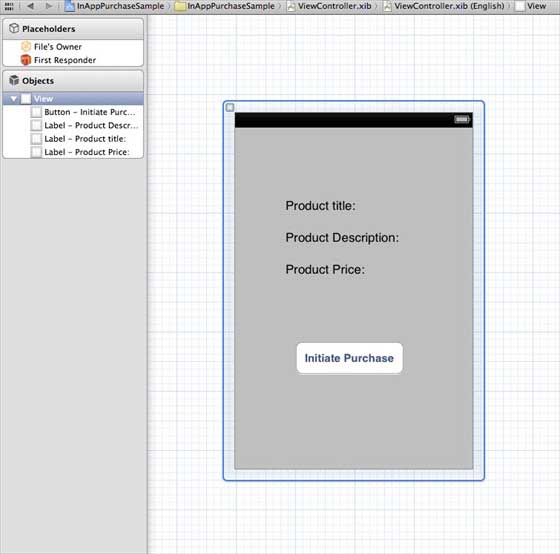 InAppPurchaseSample InAppPurchaseSample ViewController.xib ViewController.xib (English) View
Placeholders
File's Owner
First Responder
Objects
View
Button - Initiate Purc...
Label - Product Descr...
Label - Product title:
Label - Product Price:
Product title:
Product Description:
Product Price:
Initiate Purchase